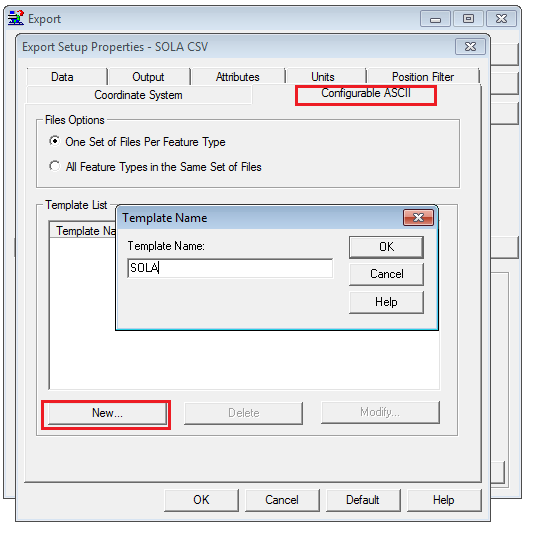 Export
Export Setup Properties - SOLA CSV
Data Output Attributes Units Position Filter
Coordinate System Configurable ASCII
Files Options
One Set of Files Per Feature Type
All Feature Types in the Same Set of Files
Template List
Template Na
Template Name
Template Name:
SOLA
OK
Cancel
Help
New... Delete Modify...
OK Cancel Default Help